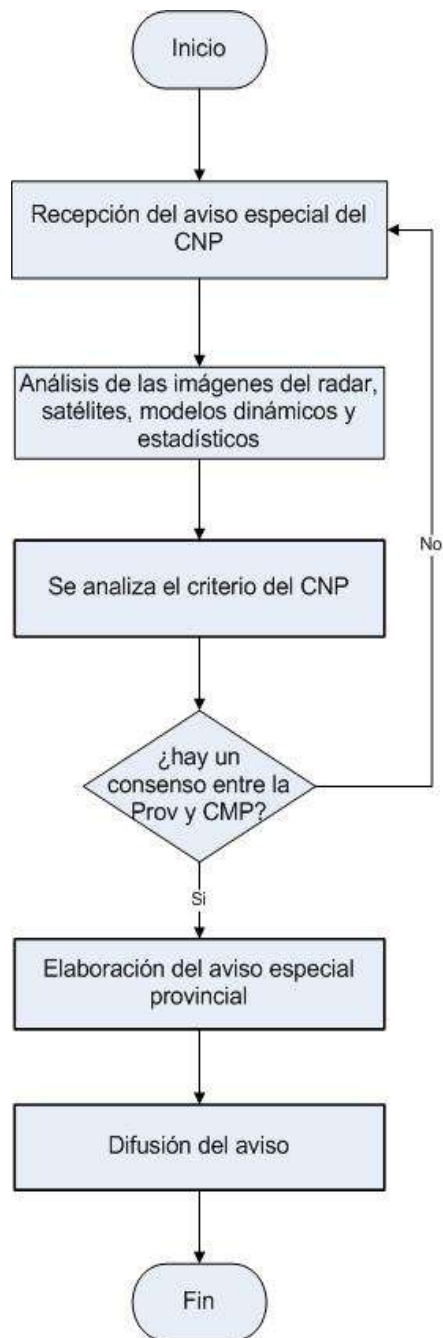 Inicio
Recepción del aviso especial del
CNP
Análisis de las imágenes del radar,
satélites, modelos dinámicos y
estadísticos
Se analiza el criterio del CNP
No
¿hay un
consenso entre la
Prov y CMP?
Si
Elaboración del aviso especial
provincial
Difusión del aviso
Fin